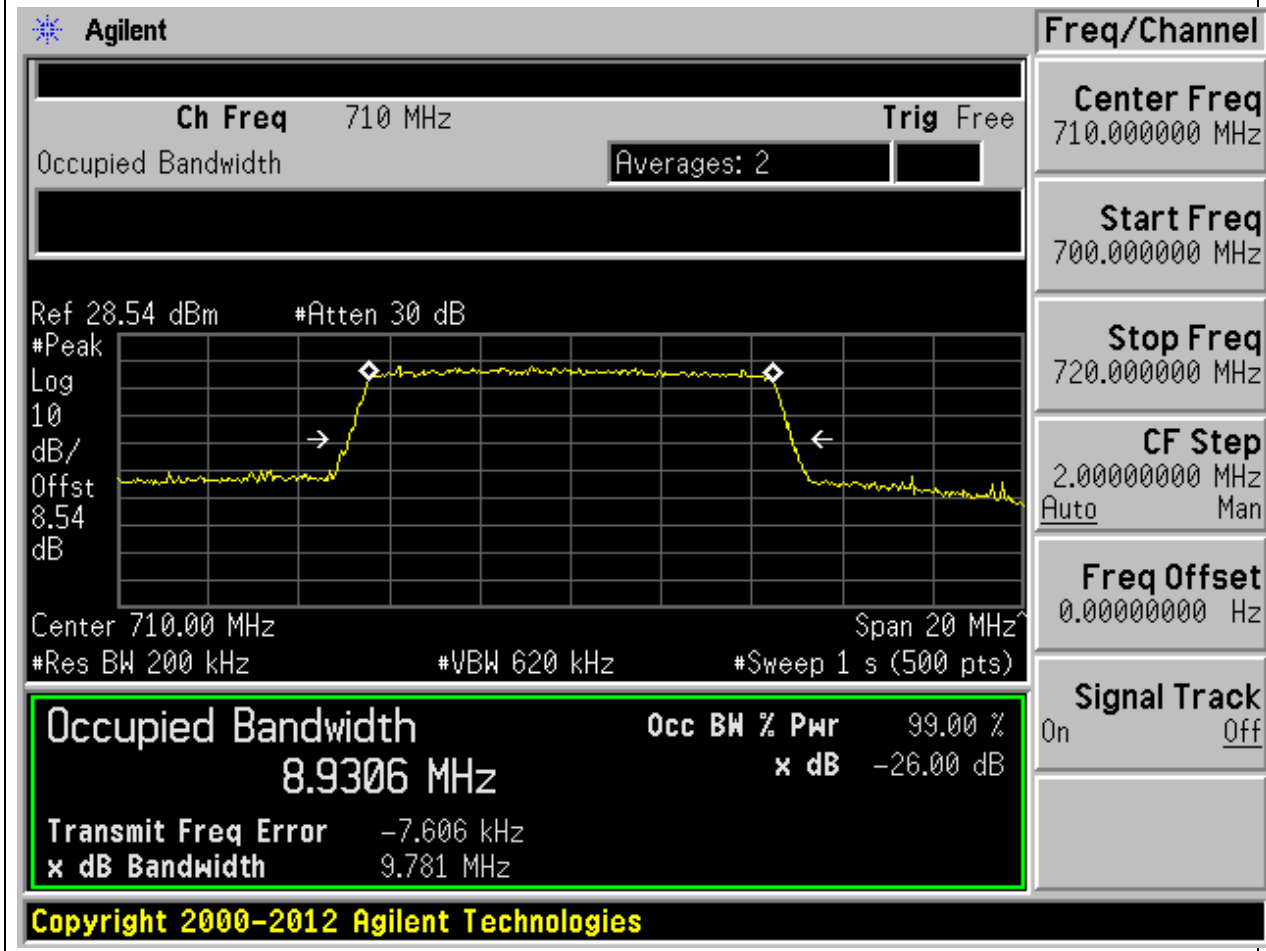 Agilent
Freq/Channel
Ch Freq 710 MHz Trig Free
Occupied Bandwidth Averages: 2
Center Freq
710.000000 MHz
Start Freq
700.000000 MHz
Stop Freq
720.000000 MHz
CF Step
2.00000000 MHz
Auto Man
Freq Offset
0.00000000 Hz
Signal Track
On Off
Ref 28.54 dBm #Atten 30 dB
#Peak
Log
10
dB/
Offst
8.54
dB
Center 710.00 MHz Span 20 MHz^
#Res BW 200 kHz #VBW 620 kHz #Sweep 1 s (500 pts)
Occupied Bandwidth Occ BW % Pwr 99.00 %
8.9306 MHz x dB -26.00 dB
Transmit Freq Error -7.606 kHz
x dB Bandwidth 9.781 MHz
Copyright 2000-2012 Agilent Technologies